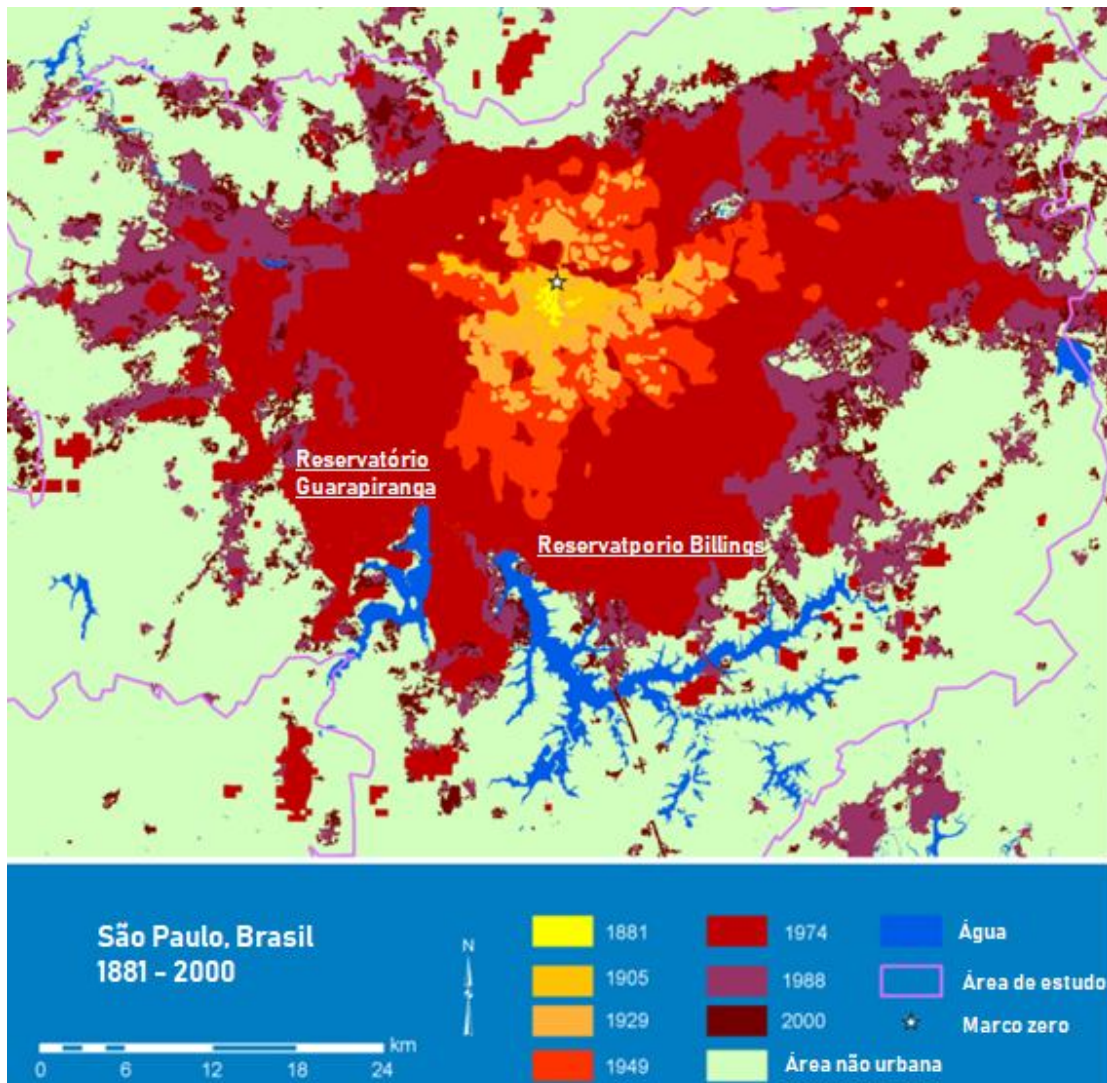 Reservatório
Guarapiranga
Reservatporio Billings
São Paulo, Brasil
1881 - 2000
N
km
0 6 12 18 24
1881
1905
1929
1949
1974
1988
2000
Área não urbana
Água
Área de estudo
Marco zero